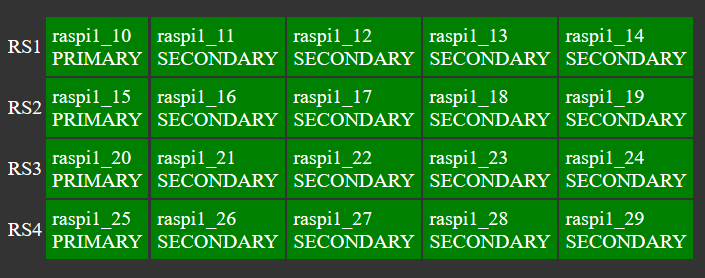 RS1 raspi1_10 raspi1_11 raspi1_12 raspi1_13 raspi1_14
PRIMARY SECONDARY SECONDARY SECONDARY SECONDARY
RS2 raspi1_15 raspi1_16 raspi1_17 raspi1_18 raspi1_19
PRIMARY SECONDARY SECONDARY SECONDARY SECONDARY
RS3 raspi1_20 raspi1_21 raspi1_22 raspi1_23 raspi1_24
PRIMARY SECONDARY SECONDARY SECONDARY SECONDARY
RS4 raspi1_25 raspi1_26 raspi1_27 raspi1_28 raspi1_29
PRIMARY SECONDARY SECONDARY SECONDARY SECONDARY